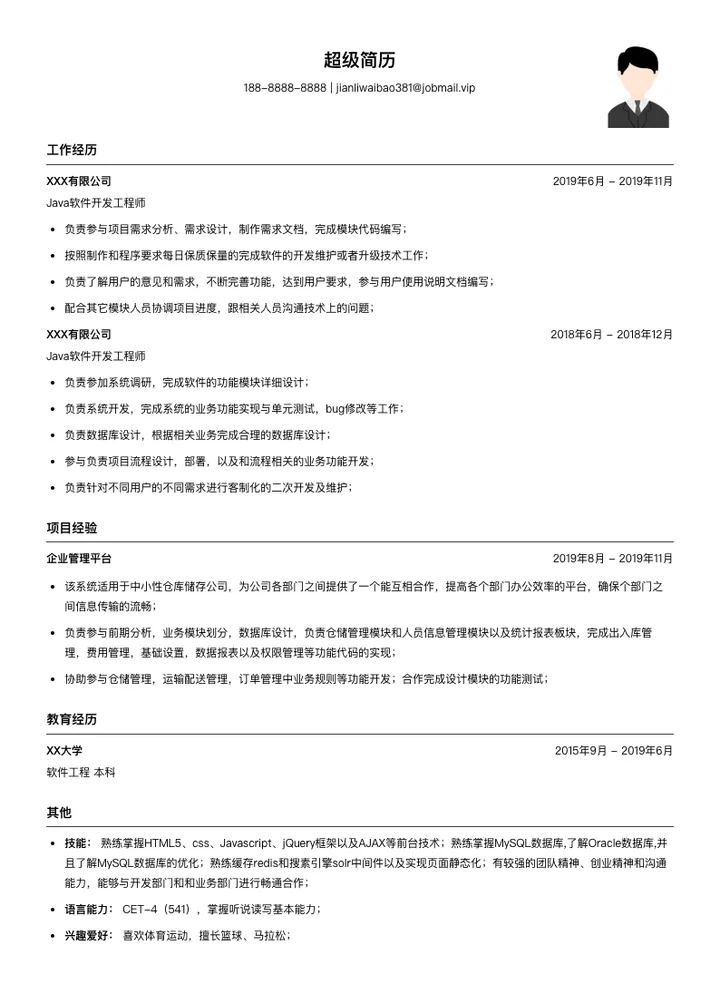 超级简历
188-8888-8888 | jianliwaibao381@jobmail.vip
工作经历
XXX有限公司 2019年6月 – 2019年11月
Java软件开发工程师
• 负责参与项目需求分析、需求设计，制作需求文档，完成模块代码编写；
• 按照制作和程序要求每日保质保量的完成软件的开发维护或者升级技术工作；
• 负责了解用户的意见和需求，不断完善功能，达到用户要求，参与用户使用说明文档编写；
• 配合其它模块人员协调项目进度，跟相关人员沟通技术上的问题；
XXX有限公司 2018年6月 – 2018年12月
Java软件开发工程师
• 负责参加系统调研，完成软件的功能模块详细设计；
• 负责系统开发，完成系统的业务功能实现与单元测试，bug修改等工作；
• 负责数据库设计，根据相关业务完成合理的数据库设计；
• 参与负责项目流程设计，部署，以及和流程相关的业务功能开发；
• 负责针对不同用户的不同需求进行客制化的二次开发及维护；
项目经验
企业管理平台 2019年8月 – 2019年11月
• 该系统适用于中小性仓库储存公司，为公司各部门之间提供了一个能互相合作，提高各个部门办公效率的平台，确保个部门之
间信息传输的流畅；
• 负责参与前期分析，业务模块划分，数据库设计，负责仓储管理模块和人员信息管理模块以及统计报表板块，完成出入库管
理，费用管理，基础设置，数据报表以及权限管理等功能代码的实现；
• 协助参与仓储管理，运输配送管理，订单管理中业务规则等功能开发；合作完成设计模块的功能测试；
教育经历
XX大学 2015年9月 – 2019年6月
软件工程 本科
其他
• 技能： 熟练掌握HTML5、css、Javascript、jQuery框架以及AJAX等前台技术；熟练掌握MySQL数据库,了解Oracle数据库,并
且了解MySQL数据库的优化；熟练缓存redis和搜素引擎solr中间件以及实现页面静态化；有较强的团队精神、创业精神和沟通
能力，能够与开发部门和和业务部门进行畅通合作；
• 语言能力： CET-4（541），掌握听说读写基本能力；
• 兴趣爱好： 喜欢体育运动，擅长篮球、马拉松；